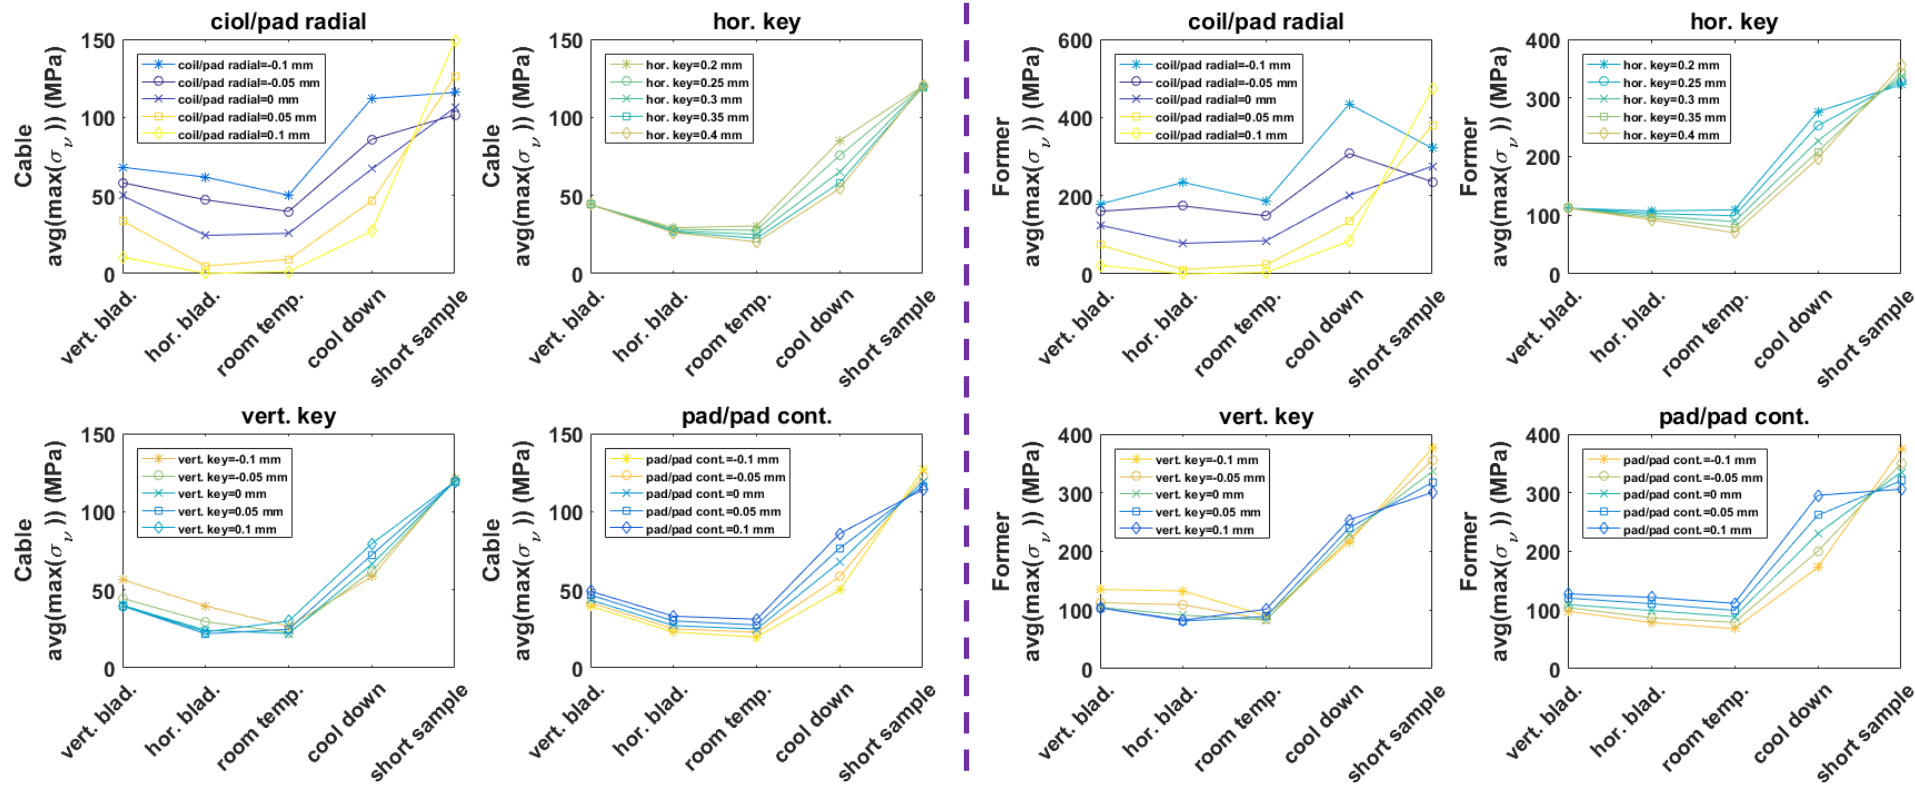 ciol/pad radial
Cable
avg(max(σν )) (MPa)
150
100
50
0
coil/pad radial=-0.1 mm
coil/pad radial=-0.05 mm
coil/pad radial=0 mm
coil/pad radial=0.05 mm
coil/pad radial=0.1 mm
vert. blad.
hor. blad.
room temp.
cool down
short sample
hor. key
Cable
avg(max(σν )) (MPa)
150
100
50
0
hor. key=0.2 mm
hor. key=0.25 mm
hor. key=0.3 mm
hor. key=0.35 mm
hor. key=0.4 mm
vert. blad.
hor. blad.
room temp.
cool down
short sample
coil/pad radial
Former
avg(max(σν )) (MPa)
600
400
200
0
coil/pad radial=-0.1 mm
coil/pad radial=-0.05 mm
coil/pad radial=0 mm
coil/pad radial=0.05 mm
coil/pad radial=0.1 mm
vert. blad.
hor. blad.
room temp.
cool down
short sample
hor. key
Former
avg(max(σν )) (MPa)
400
300
200
100
0
hor. key=0.2 mm
hor. key=0.25 mm
hor. key=0.3 mm
hor. key=0.35 mm
hor. key=0.4 mm
vert. blad.
hor. blad.
room temp.
cool down
short sample
vert. key
Cable
avg(max(σν )) (MPa)
150
100
50
0
vert. key=-0.1 mm
vert. key=-0.05 mm
vert. key=0 mm
vert. key=0.05 mm
vert. key=0.1 mm
vert. blad.
hor. blad.
room temp.
cool down
short sample
pad/pad cont.
Cable
avg(max(σν )) (MPa)
150
100
50
0
pad/pad cont.=-0.1 mm
pad/pad cont.=-0.05 mm
pad/pad cont.=0 mm
pad/pad cont.=0.05 mm
pad/pad cont.=0.1 mm
vert. blad.
hor. blad.
room temp.
cool down
short sample
vert. key
Former
avg(max(σν )) (MPa)
400
300
200
100
0
vert. key=-0.1 mm
vert. key=-0.05 mm
vert. key=0 mm
vert. key=0.05 mm
vert. key=0.1 mm
vert. blad.
hor. blad.
room temp.
cool down
short sample
pad/pad cont.
Former
avg(max(σν )) (MPa)
400
300
200
100
0
pad/pad cont.=-0.1 mm
pad/pad cont.=-0.05 mm
pad/pad cont.=0 mm
pad/pad cont.=0.05 mm
pad/pad cont.=0.1 mm
vert. blad.
hor. blad.
room temp.
cool down
short sample